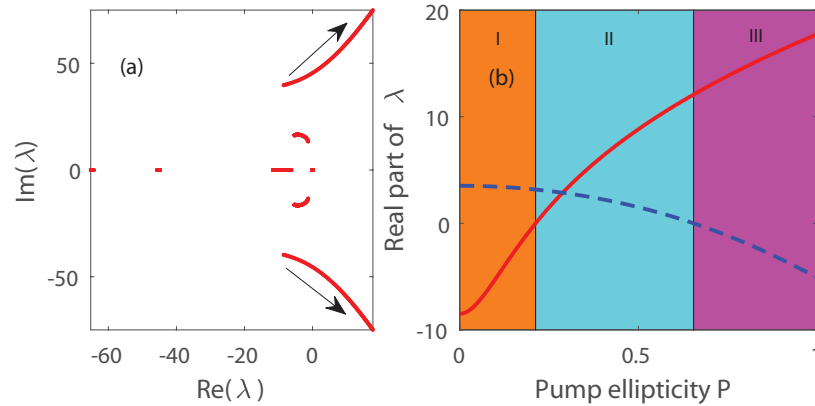 (a)
50
0
-50
-60
-40
-20
0
Im(λ)
Re(λ)
I
II
III
(b)
20
10
0
-10
0
0.5
1
Real part of λ
Pump ellipticity P